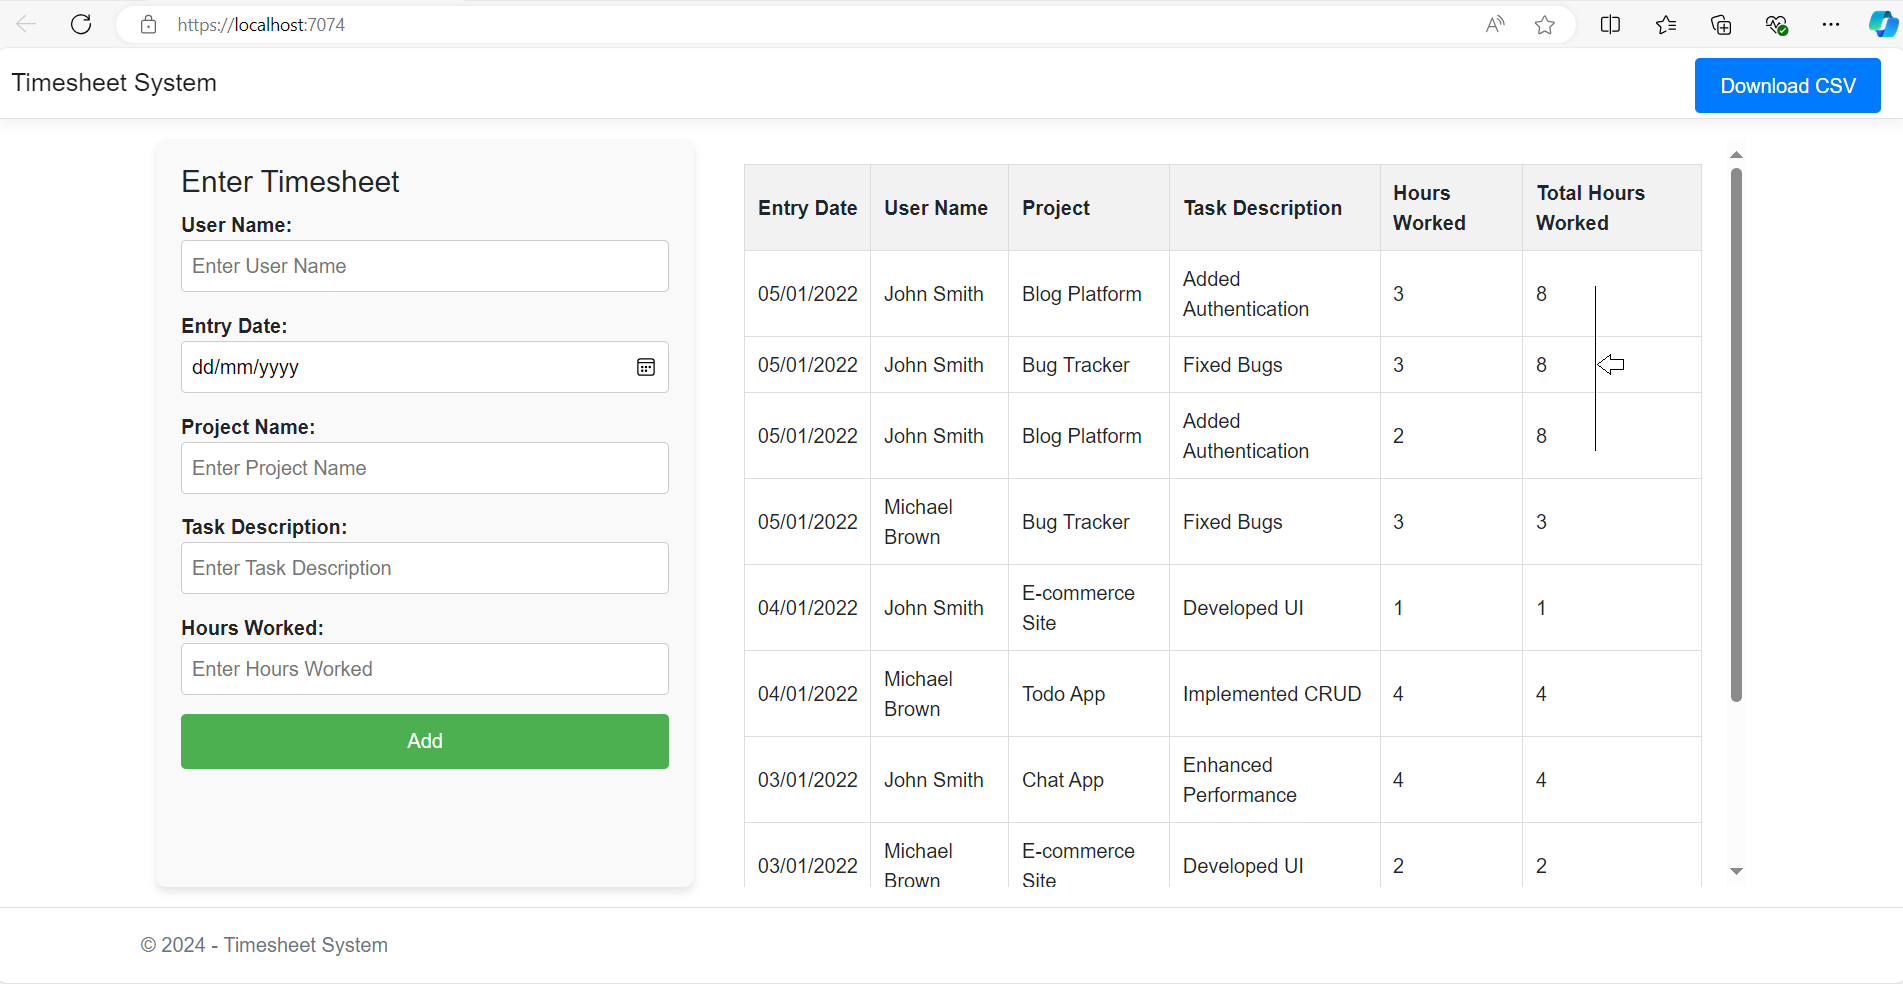 https://localhost:7074
Timesheet System
Download CSV
Enter Timesheet
User Name:
Enter User Name
Entry Date:
dd/mm/yyyy
Project Name:
Enter Project Name
Task Description:
Enter Task Description
Hours Worked:
Enter Hours Worked
Add
Entry Date User Name Project Task Description Hours Worked Total Hours Worked
05/01/2022 John Smith Blog Platform Added Authentication 3 8
05/01/2022 John Smith Bug Tracker Fixed Bugs 3 8
05/01/2022 John Smith Blog Platform Added Authentication 2 8
05/01/2022 Michael Brown Bug Tracker Fixed Bugs 3 3
04/01/2022 John Smith E-commerce Site Developed UI 1 1
04/01/2022 Michael Brown Todo App Implemented CRUD 4 4
03/01/2022 John Smith Chat App Enhanced Performance 4 4
03/01/2022 Michael Brown E-commerce Site Developed UI 2 2
© 2024 - Timesheet System